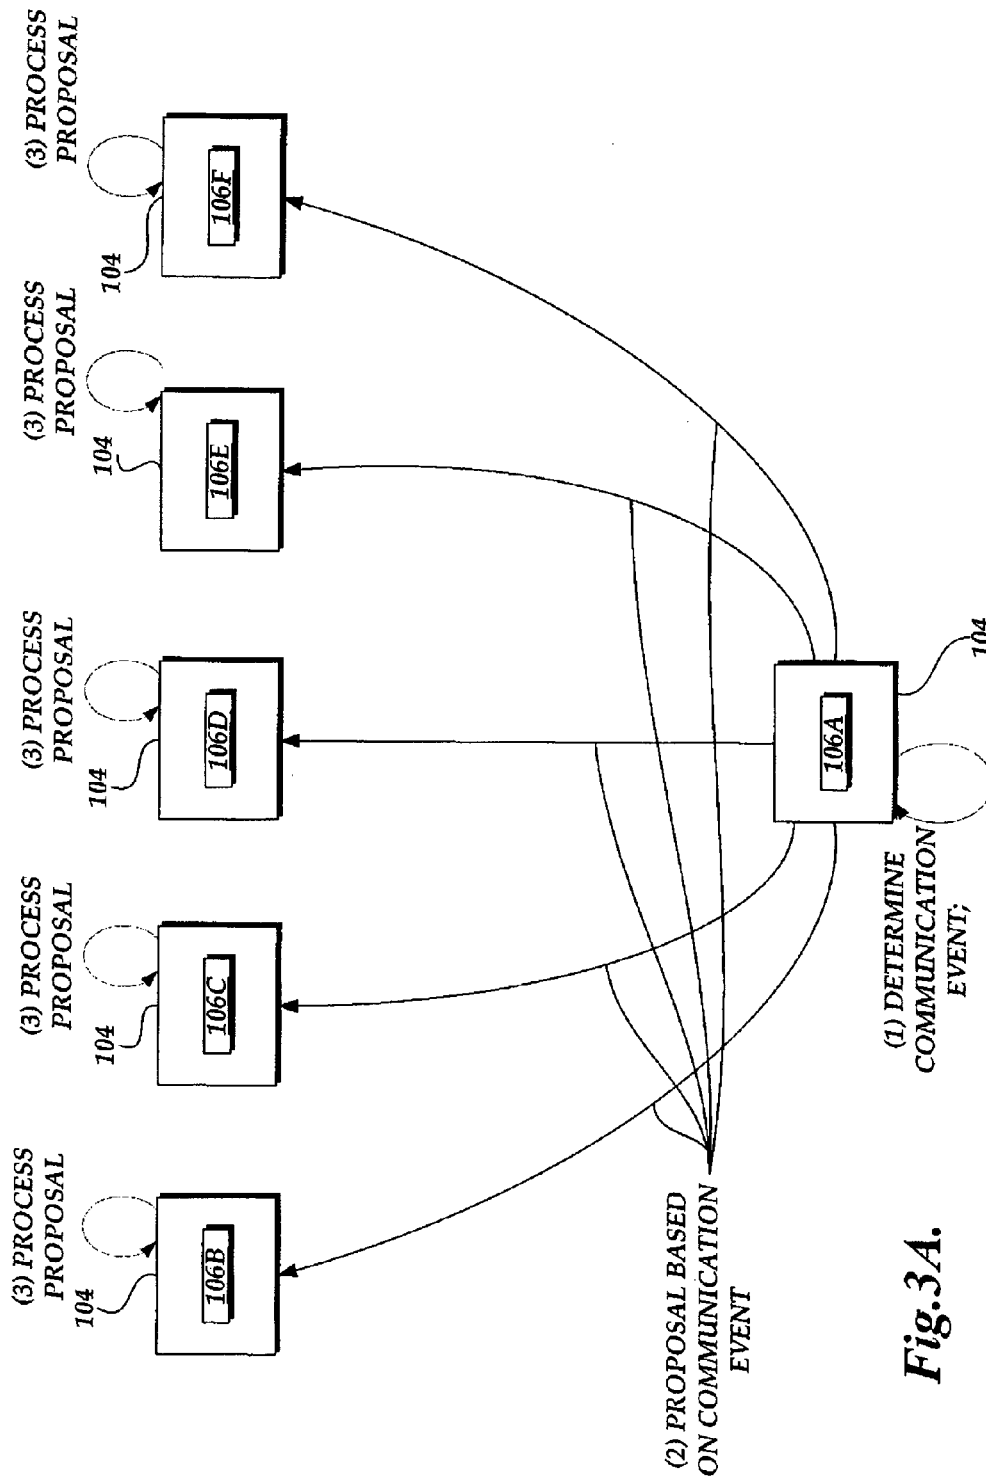 (3) PROCESS
PROPOSAL
104
106B
(3) PROCESS
PROPOSAL
104
106C
(3) PROCESS
PROPOSAL
104
106D
(3) PROCESS
PROPOSAL
104
106E
(3) PROCESS
PROPOSAL
104
106F
(2) PROPOSAL BASED
ON COMMUNICATION
EVENT
106A
104
(1) DETERMINE
COMMUNICATION
EVENT;
Fig.3A.